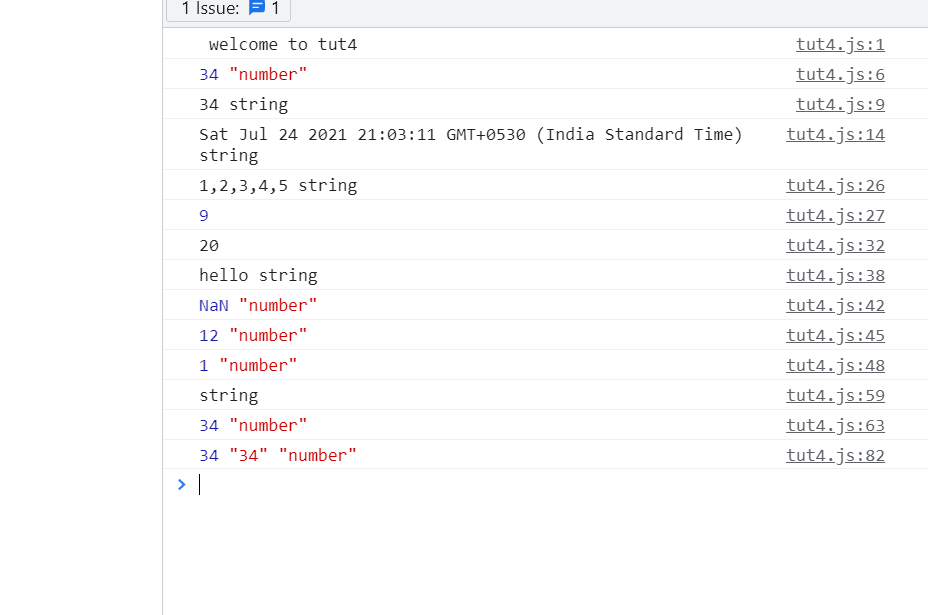 1 Issue: 1
welcome to tut4 tut4.js:1
34 "number" tut4.js:6
34 string tut4.js:9
Sat Jul 24 2021 21:03:11 GMT+0530 (India Standard Time) tut4.js:14
string
1,2,3,4,5 string tut4.js:26
9 tut4.js:27
20 tut4.js:32
hello string tut4.js:38
NaN "number" tut4.js:42
12 "number" tut4.js:45
1 "number" tut4.js:48
string tut4.js:59
34 "number" tut4.js:63
34 "34" "number" tut4.js:82